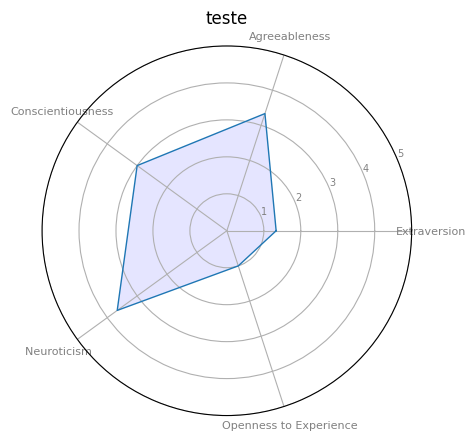 teste
Agreeableness
Conscientiousness
5
4
3
2
1
Extraversion
Neuroticism
Openness to Experience